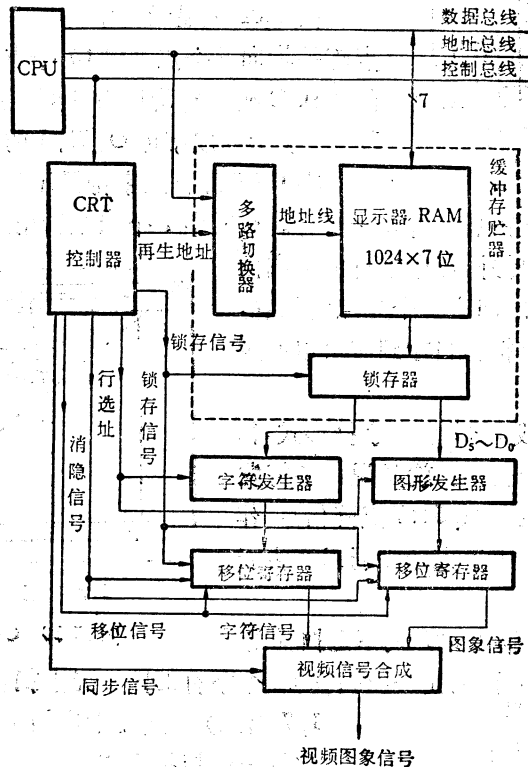 数据总线
地址总线
CPU
控制总线
7
CRT
控制器
多路切换器
地址线
显示器 RAM
1024×7位
缓冲存贮器
再生地址
锁存信号
锁存器
行选址
锁存信号
消隐信号
D₅~D₀
字符发生器
图形发生器
移位寄存器
移位寄存器
移位信号
字符信号
图象信号
同步信号
视频信号合成
视频图象信号